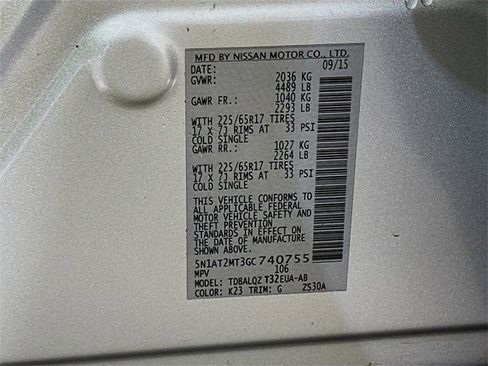 MFD BY NISSAN MOTOR CO., LTD.
DATE: 09/15
GVWR: 2036 KG
4489 LB
GAWR FR.: 1040 KG
2293 LB
WITH 225/65R17 TIRES
17 X 7J RIMS AT 33 PSI
COLD SINGLE
GAWR RR.: 1027 KG
2264 LB
WITH 225/65R17 TIRES
17 X 7J RIMS AT 33 PSI
COLD SINGLE
THIS VEHICLE CONFORMS TO
ALL APPLICABLE FEDERAL
MOTOR VEHICLE SAFETY AND
THEFT PREVENTION
STANDARDS IN EFFECT ON
THE DATE OF MANUFACTURE
SHOWN ABOVE.
5N1AT2MT3GC740755
MPV 106
MODEL: TDBALQZ T32EUA-AB
COLOR: K23 TRIM: G ZS30A